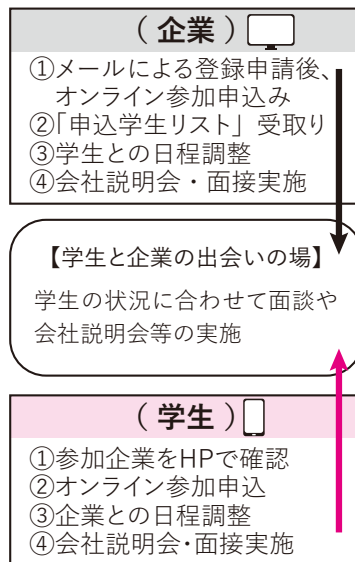 （企業）
①メールによる登録申請後、
オンライン参加申込み
②「申込学生リスト」受取り
③学生との日程調整
④会社説明会・面接実施
【学生と企業の出会いの場】
学生の状況に合わせて面談や
会社説明会等の実施
（学生）
①参加企業をHPで確認
②オンライン参加申込
③企業との日程調整
④会社説明会・面接実施